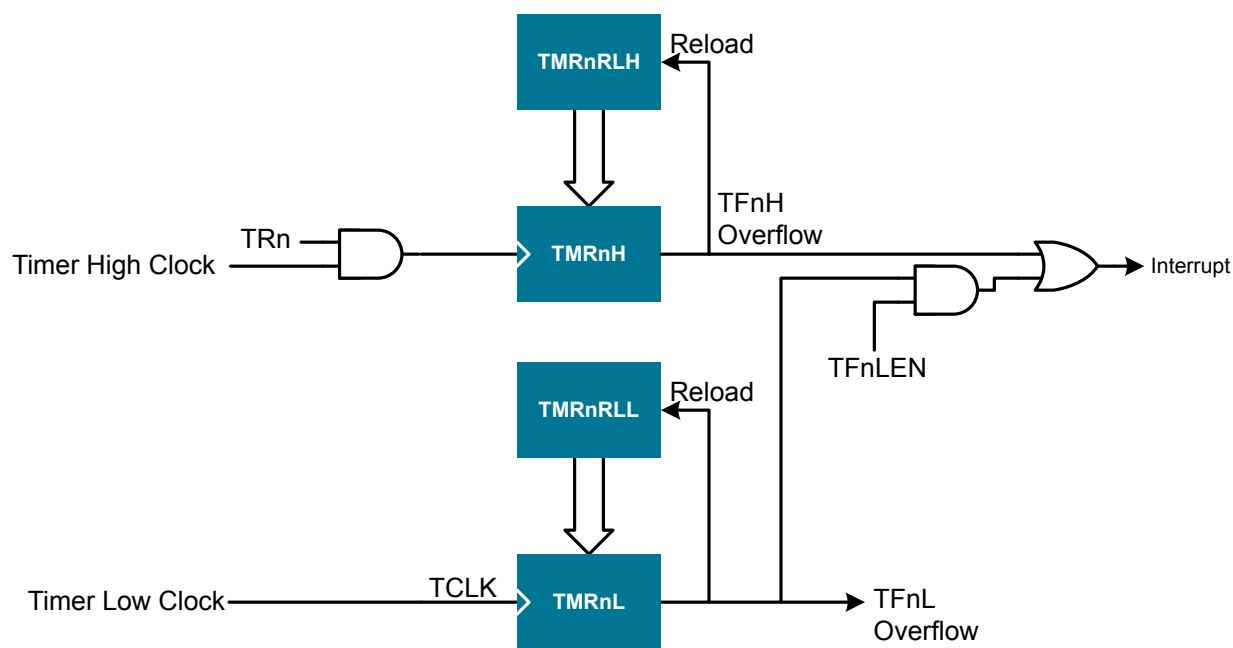 TMRnRLH
Reload
TFnH
Overflow
TRn
Timer High Clock
TMRnH
Interrupt
TFnLEN
TMRnRLL
Reload
TCLK
Timer Low Clock
TMRnL
TFnL
Overflow